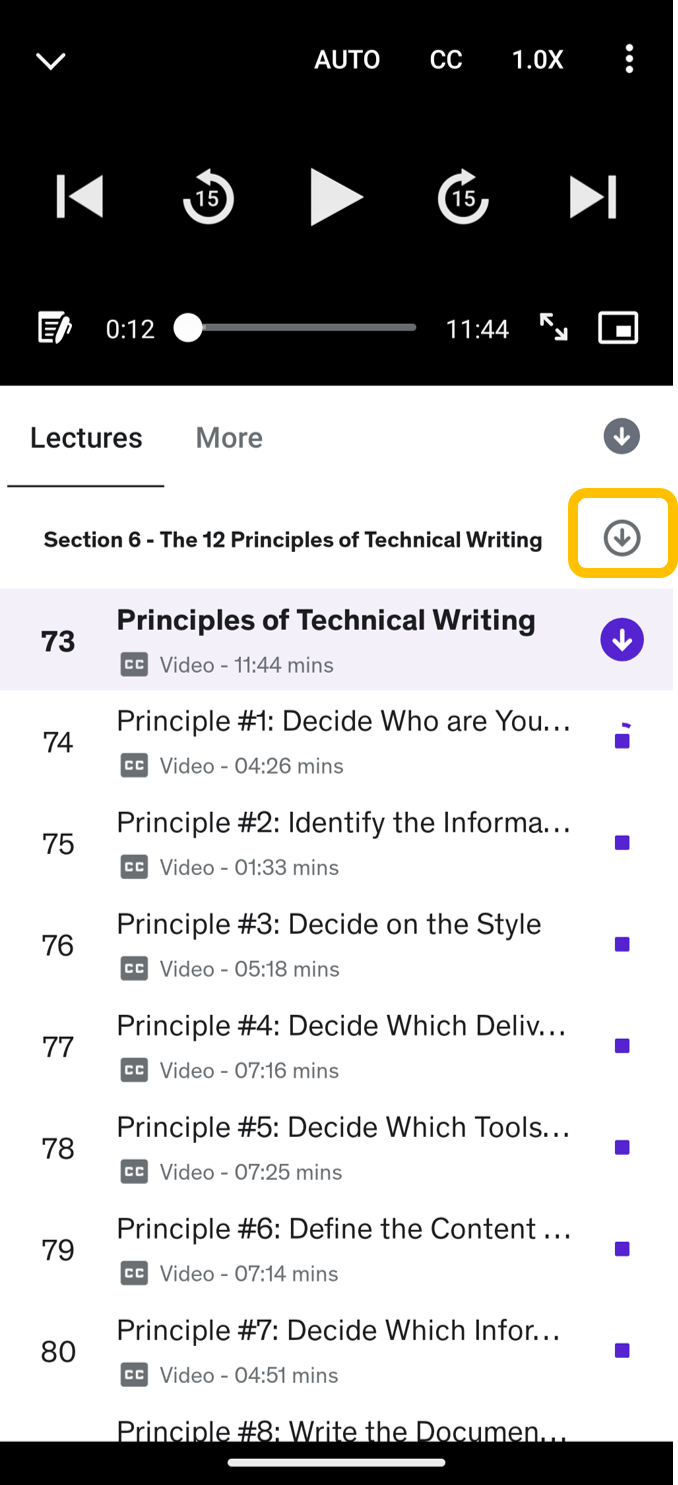 AUTO CC 1.0X
15 15
0:12 11:44
Lectures More
Section 6 - The 12 Principles of Technical Writing
73 Principles of Technical Writing
CC Video - 11:44 mins
74 Principle #1: Decide Who are You...
CC Video - 04:26 mins
75 Principle #2: Identify the Informa...
CC Video - 01:33 mins
76 Principle #3: Decide on the Style
CC Video - 05:18 mins
77 Principle #4: Decide Which Deliv...
CC Video - 07:16 mins
78 Principle #5: Decide Which Tools...
CC Video - 07:25 mins
79 Principle #6: Define the Content ...
CC Video - 07:14 mins
80 Principle #7: Decide Which Infor...
CC Video - 04:51 mins
Principle #8: Write the Documen...